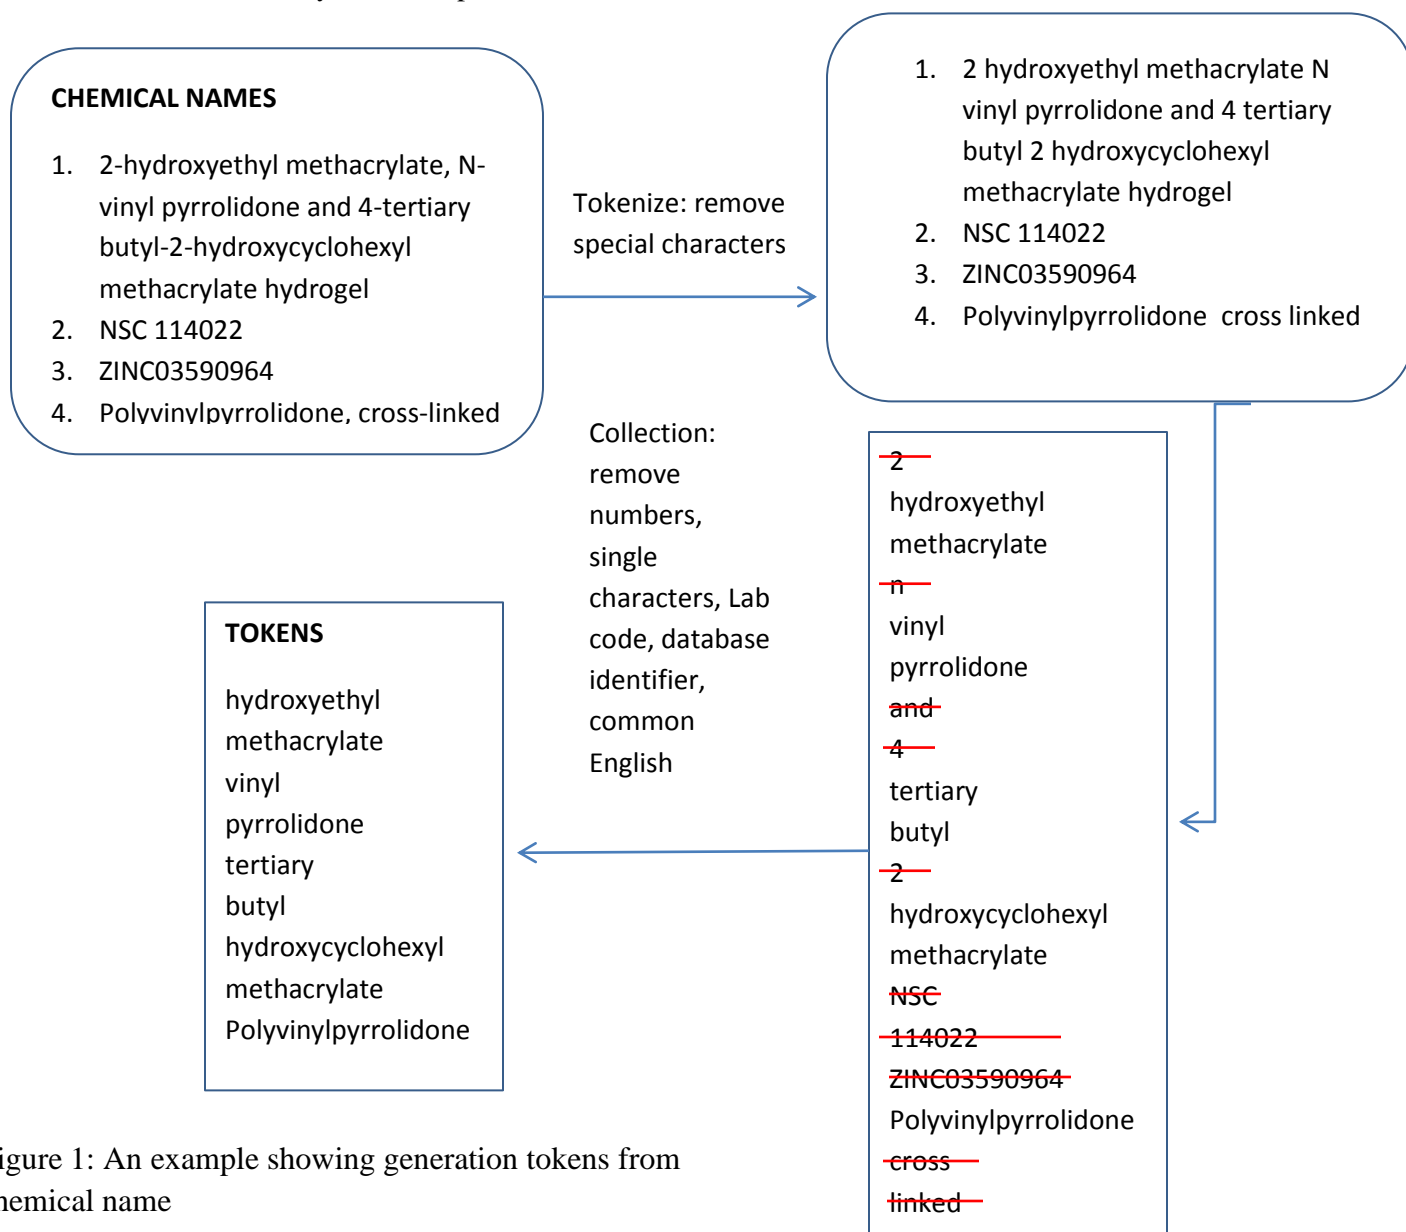 CHEMICAL NAMES
1. 2-hydroxyethyl methacrylate, N-
vinyl pyrrolidone and 4-tertiary
butyl-2-hydroxycyclohexyl
methacrylate hydrogel
2. NSC 114022
3. ZINC03590964
4. Polyvinylpyrrolidone, cross-linked
Tokenize: remove
special characters
1. 2 hydroxyethyl methacrylate N
vinyl pyrrolidone and 4 tertiary
butyl 2 hydroxycyclohexyl
methacrylate hydrogel
2. NSC 114022
3. ZINC03590964
4. Polyvinylpyrrolidone cross linked
2
hydroxyethyl
methacrylate
n
vinyl
pyrrolidone
and
4
tertiary
butyl
2
hydroxycyclohexyl
methacrylate
NSC
114022
ZINC03590964
Polyvinylpyrrolidone
cross
linked
Collection:
remove
numbers,
single
characters, Lab
code, database
identifier,
common
English
TOKENS
hydroxyethyl
methacrylate
vinyl
pyrrolidone
tertiary
butyl
hydroxycyclohexyl
methacrylate
Polyvinylpyrrolidone
igure 1: An example showing generation tokens from
hemical name